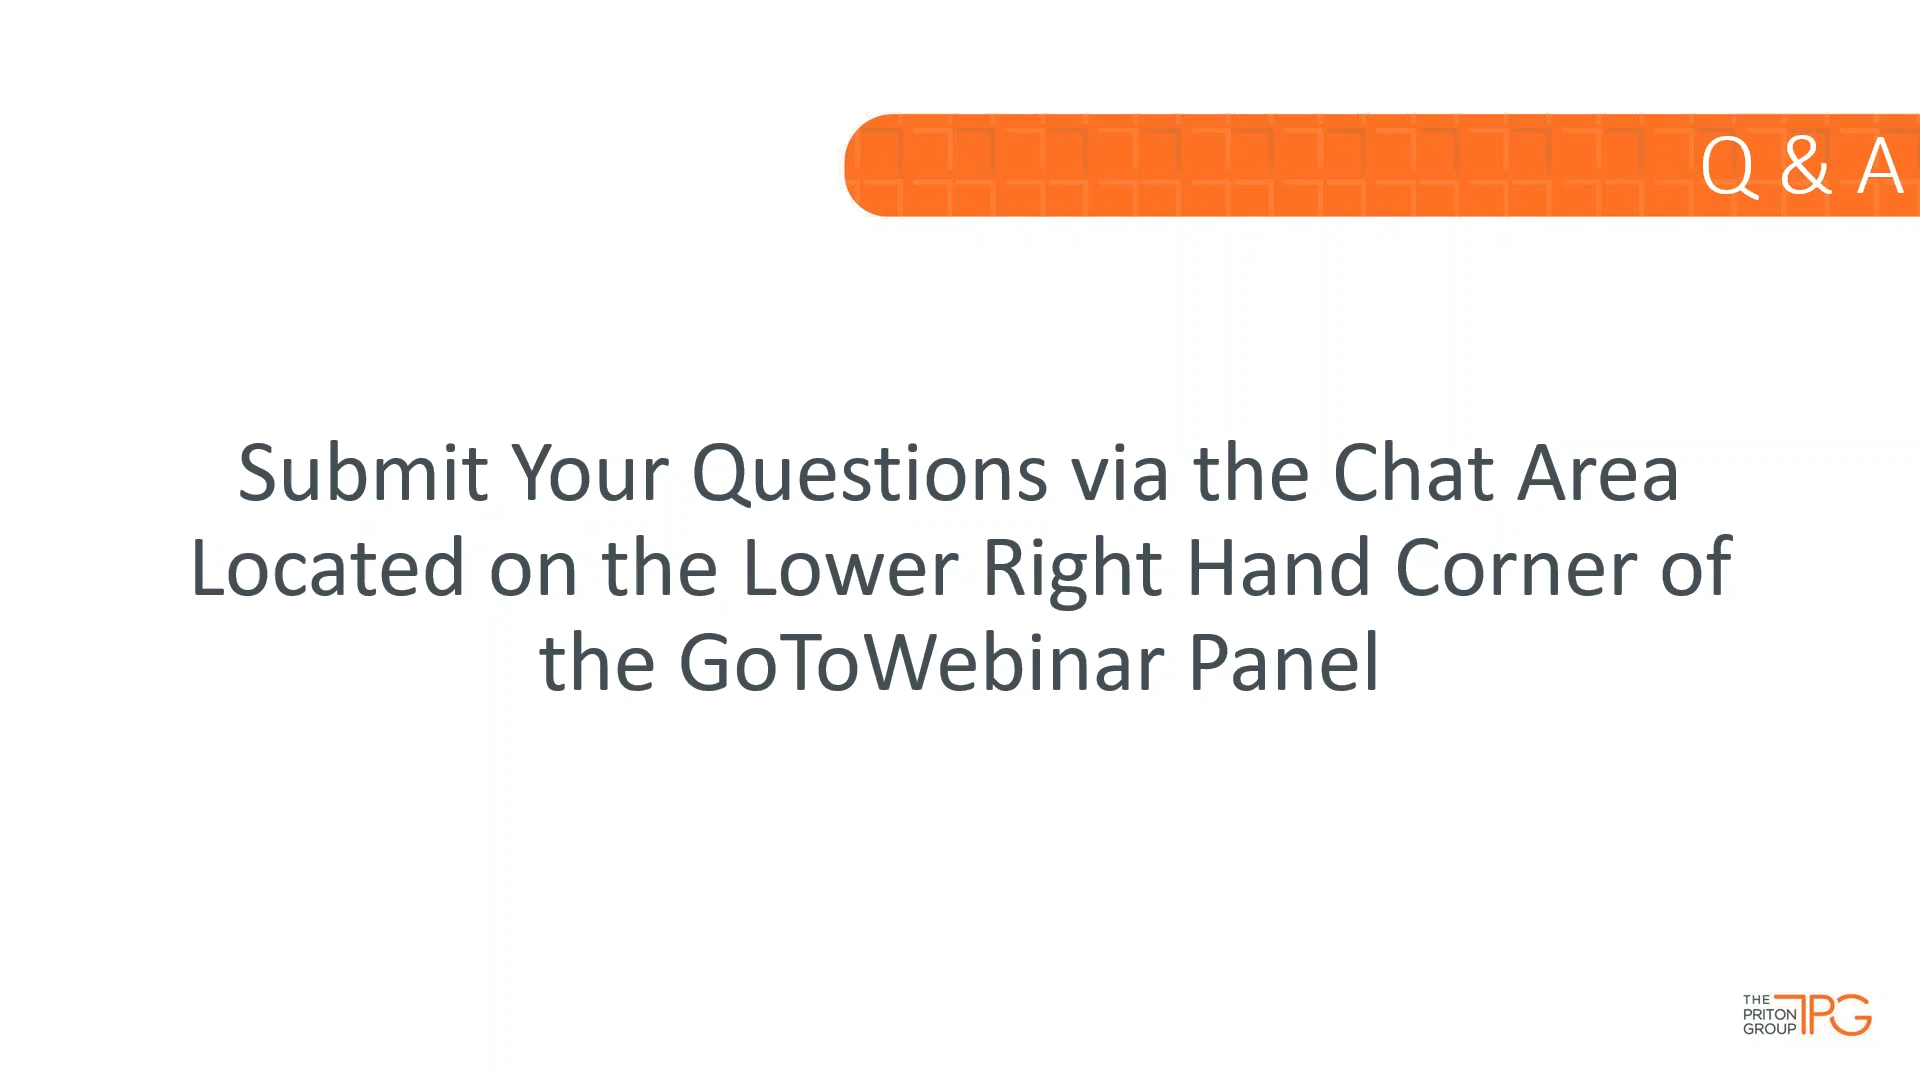 Q & A
Submit Your Questions via the Chat Area
Located on the Lower Right Hand Corner of
the GoToWebinar Panel
THE
PRITON
GROUP
TPG